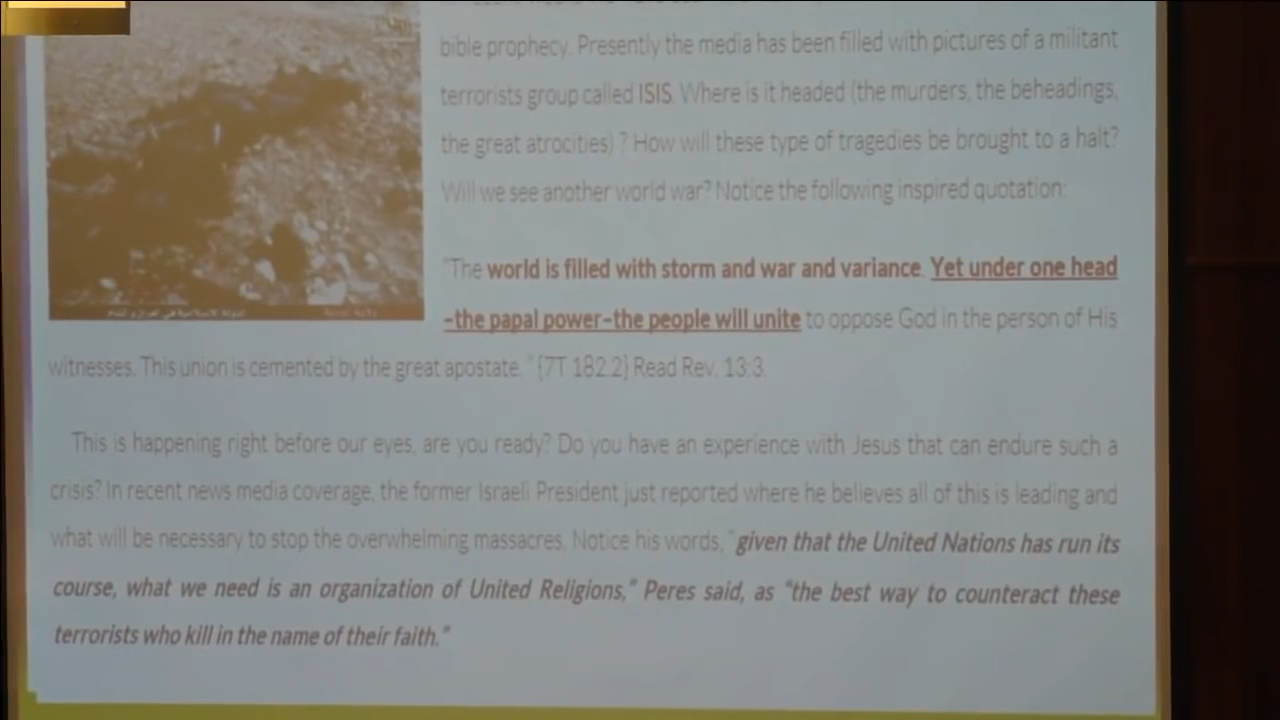 bible prophecy. Presently the media has been filled with pictures of a militant
terrorists group called ISIS. Where is it headed (the murders, the beheadings,
the great atrocities) ? How will these type of tragedies be brought to a halt?
Will we see another world war? Notice the following inspired quotation:
"The world is filled with storm and war and variance. Yet under one head
-the papal power-the people will unite to oppose God in the person of His
witnesses. This union is cemented by the great apostate. "{7T 182.2} Read Rev. 13:3.
This is happening right before our eyes, are you ready? Do you have an experience with Jesus that can endure such a
crisis? In recent news media coverage, the former Israeli President just reported where he believes all of this is leading and
what will be necessary to stop the overwhelming massacres. Notice his words, "given that the United Nations has run its
course, what we need is an organization of United Religions," Peres said, as "the best way to counteract these
terrorists who kill in the name of their faith."